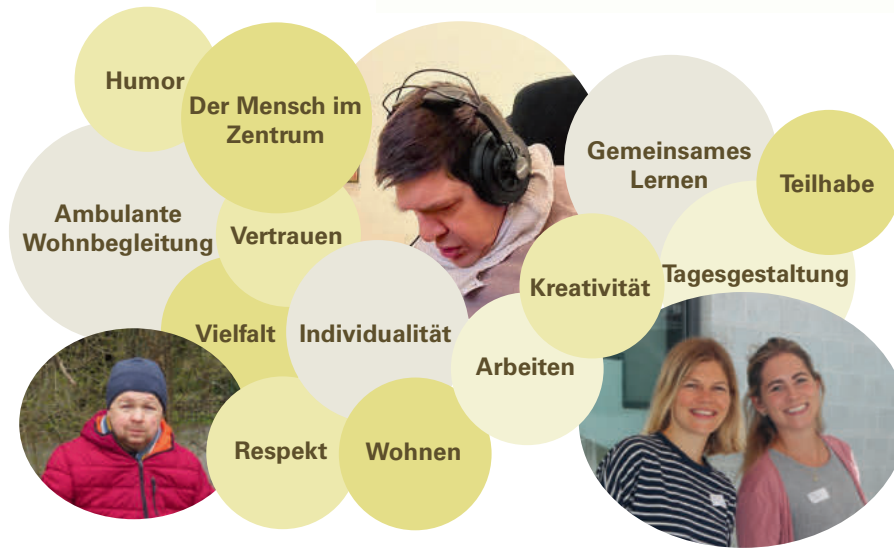 Humor
Der Mensch im
Zentrum
Gemeinsames
Lernen
Teilhabe
Ambulante
Wohnbegleitung
Vertrauen
Tagesgestaltung
Kreativität
Vielfalt
Individualität
Arbeiten
Respekt
Wohnen